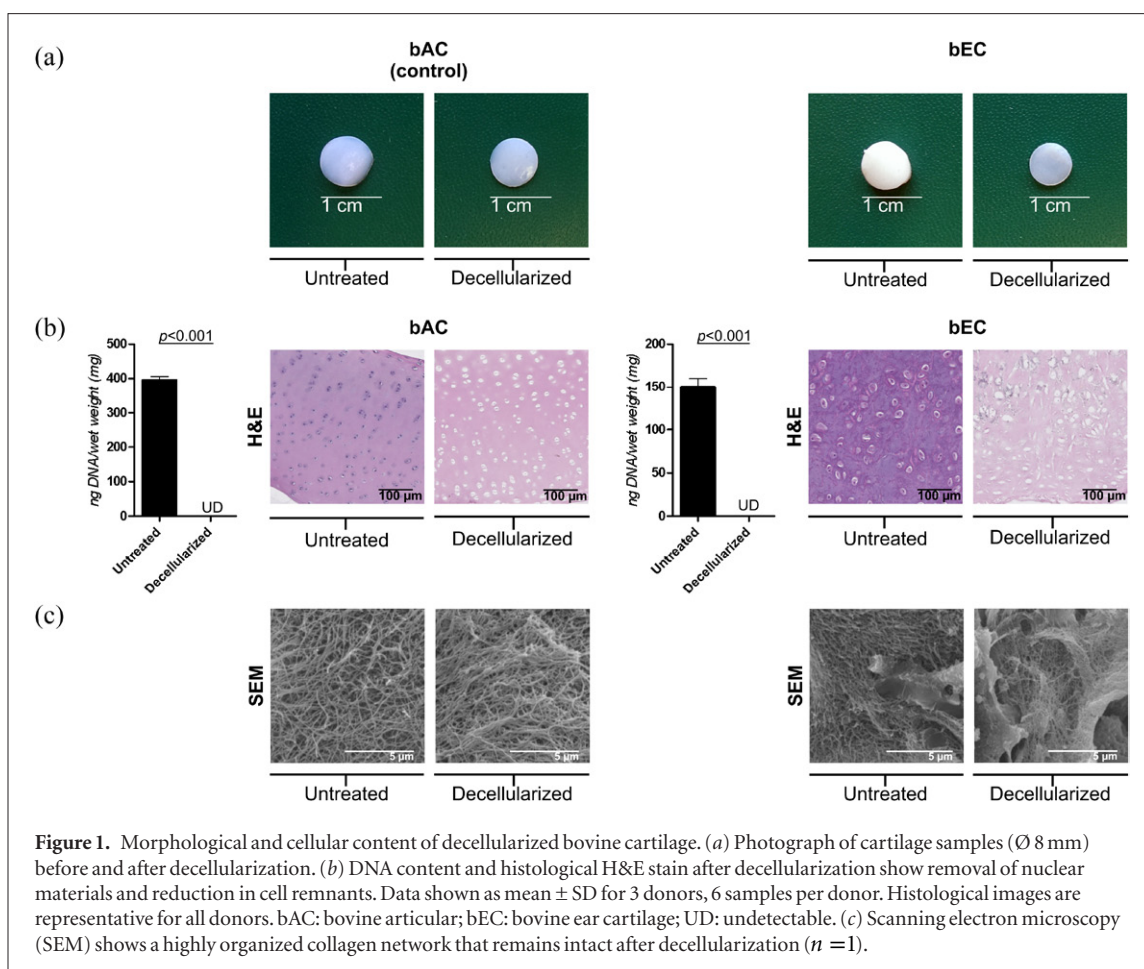 (a)
bAC
(control)
bEC
1 cm
1 cm
1 cm
1 cm
Untreated
Decellularized
Untreated
Decellularized
(b)
ng DNA/wet weight (mg)
500
400
300
200
100
0
p<0.001
UD
Untreated
Decellularized
bAC
H&E
100 µm
100 µm
Untreated
Decellularized
ng DNA/wet weight (mg)
200
150
100
50
0
p<0.001
UD
Untreated
Decellularized
bEC
H&E
100 µm
100 µm
Untreated
Decellularized
(c)
SEM
5 µm
5 µm
Untreated
Decellularized
SEM
5 µm
5 µm
Untreated
Decellularized
Figure 1. Morphological and cellular content of decellularized bovine cartilage. (a) Photograph of cartilage samples (Ø 8 mm)
before and after decellularization. (b) DNA content and histological H&E stain after decellularization show removal of nuclear
materials and reduction in cell remnants. Data shown as mean ± SD for 3 donors, 6 samples per donor. Histological images are
representative for all donors. bAC: bovine articular; bEC: bovine ear cartilage; UD: undetectable. (c) Scanning electron microscopy
(SEM) shows a highly organized collagen network that remains intact after decellularization (n = 1).